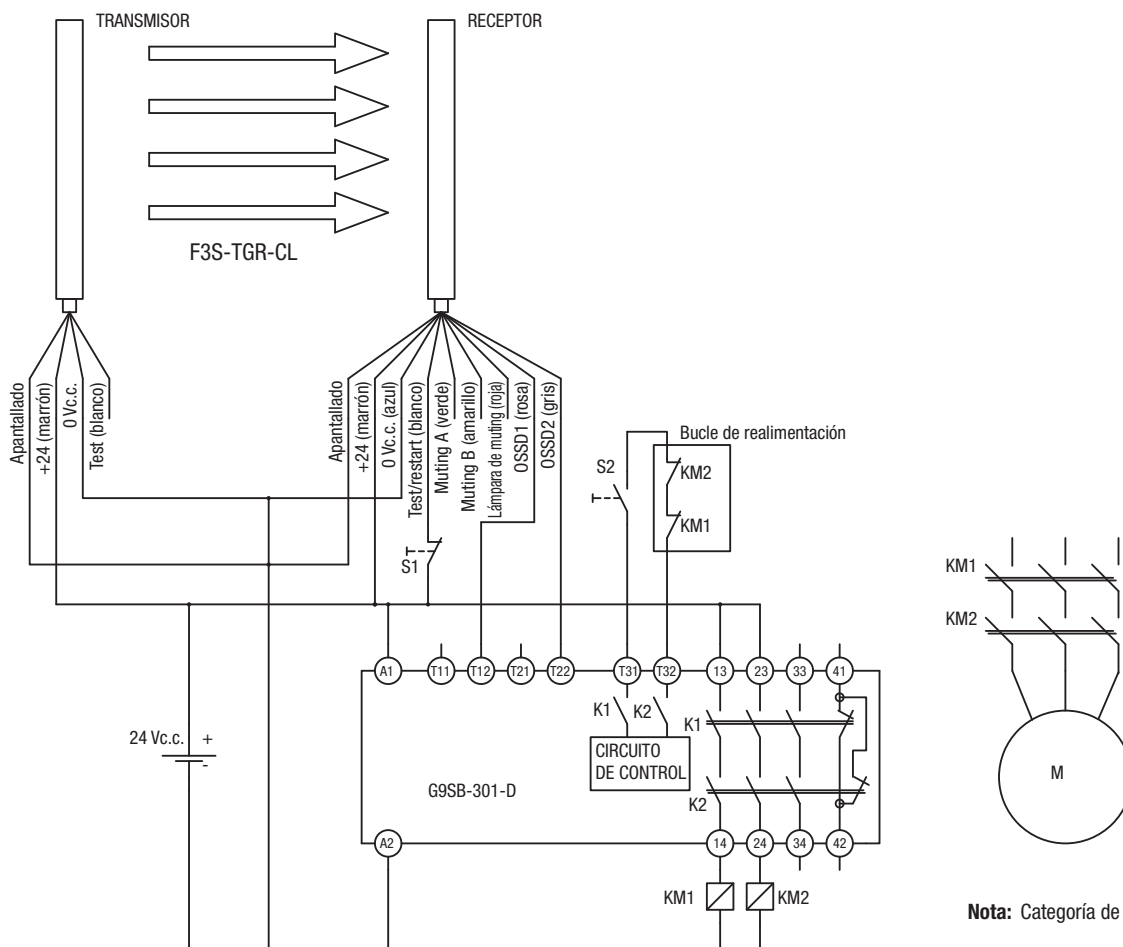 TRANSMISOR
RECEPTOR
F3S-TGR-CL
Apantallado
+24 (marrón)
0 Vc.c.
Test (blanco)
Apantallado
+24 (marrón)
0 Vc.c. (azul)
Test/restart (blanco)
Muting A (verde)
Muting B (amarillo)
Lámpara de muting (roja)
OSSD1 (rosa)
OSSD2 (gris)
S1
S2
Bucle de realimentación
KM2
KM1
KM1
KM2
M
A1
T11
T12
T21
T22
T31
T32
13
23
33
41
K1
K2
CIRCUITO
DE CONTROL
K1
K2
G9SB-301-D
24 Vc.c.
+
-
A2
14
24
34
42
KM1
KM2
Nota: Categoría de